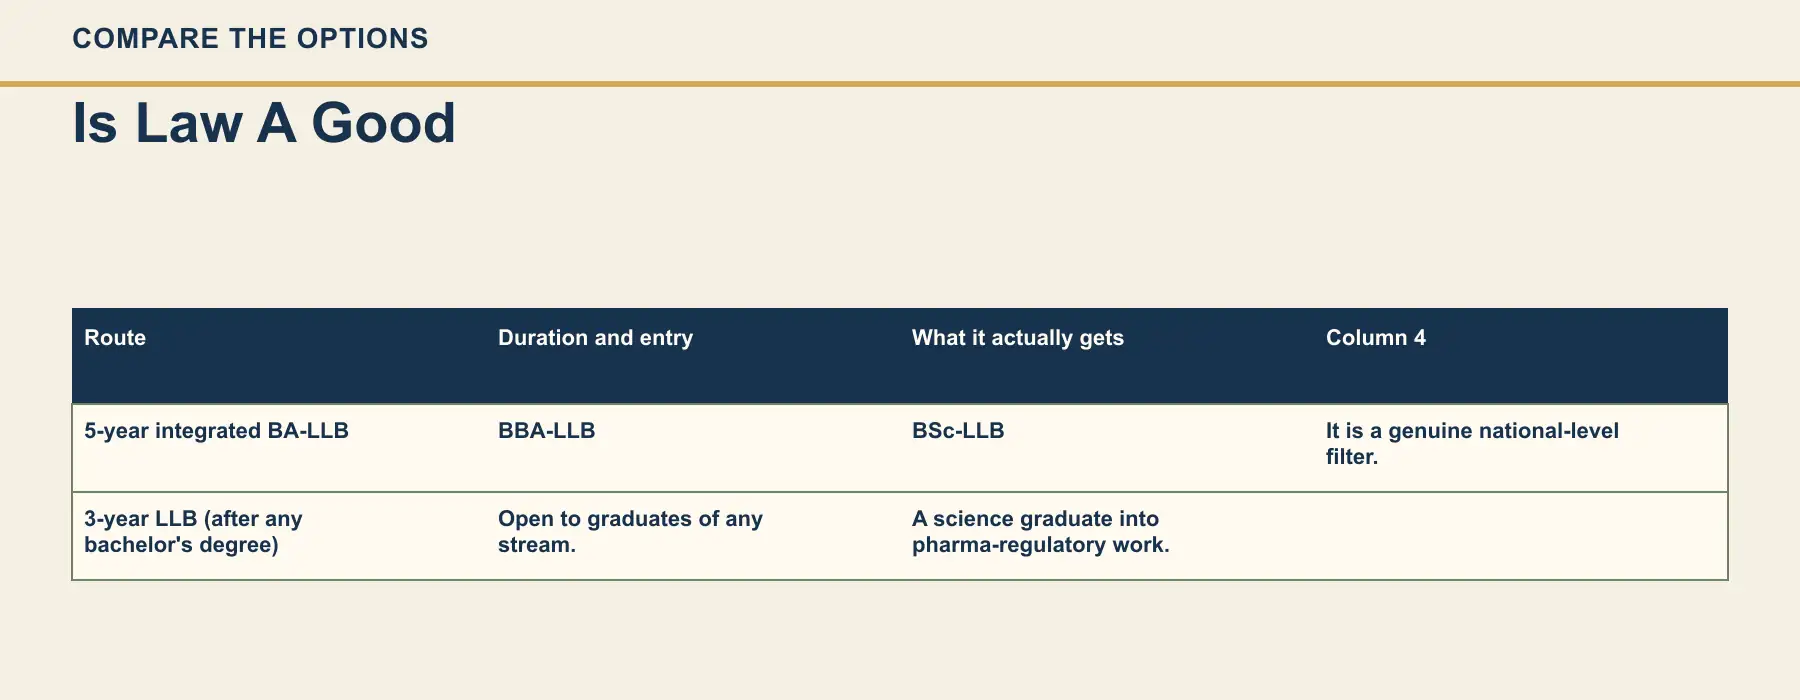 COMPARE THE OPTIONS
Is Law A Good
Route
Duration and entry
What it actually gets
Column 4
5-year integrated BA-LLB
BBA-LLB
BSc-LLB
It is a genuine national-level
filter.
3-year LLB (after any
bachelor's degree)
Open to graduates of any
stream.
A science graduate into
pharma-regulatory work.